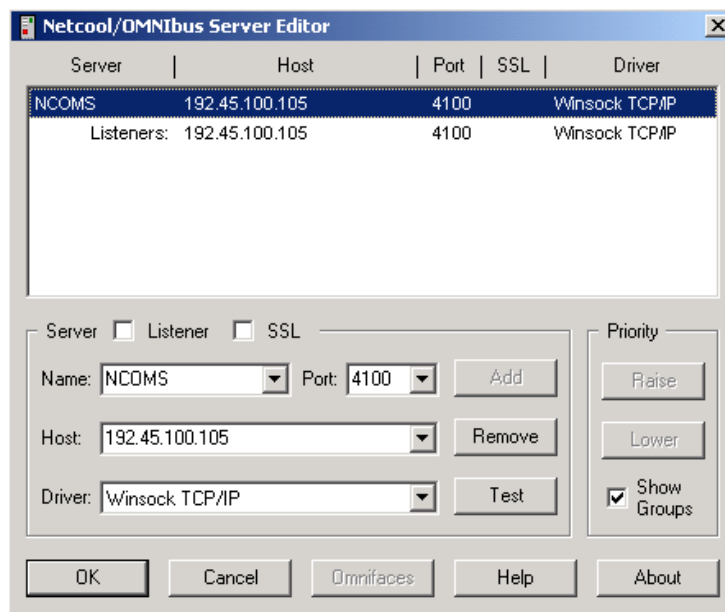 Netcool/OMNIbus Server Editor
Server | Host | Port | SSL | Driver
NCOMS 192.45.100.105 4100 Winsock TCP/IP
Listeners: 192.45.100.105 4100 Winsock TCP/IP
Server Listener SSL Priority
Name: NCOMS Port: 4100 Add Raise
Host: 192.45.100.105 Remove Lower
Driver: Winsock TCP/IP Test Show
Groups
OK Cancel Omnifaces Help About